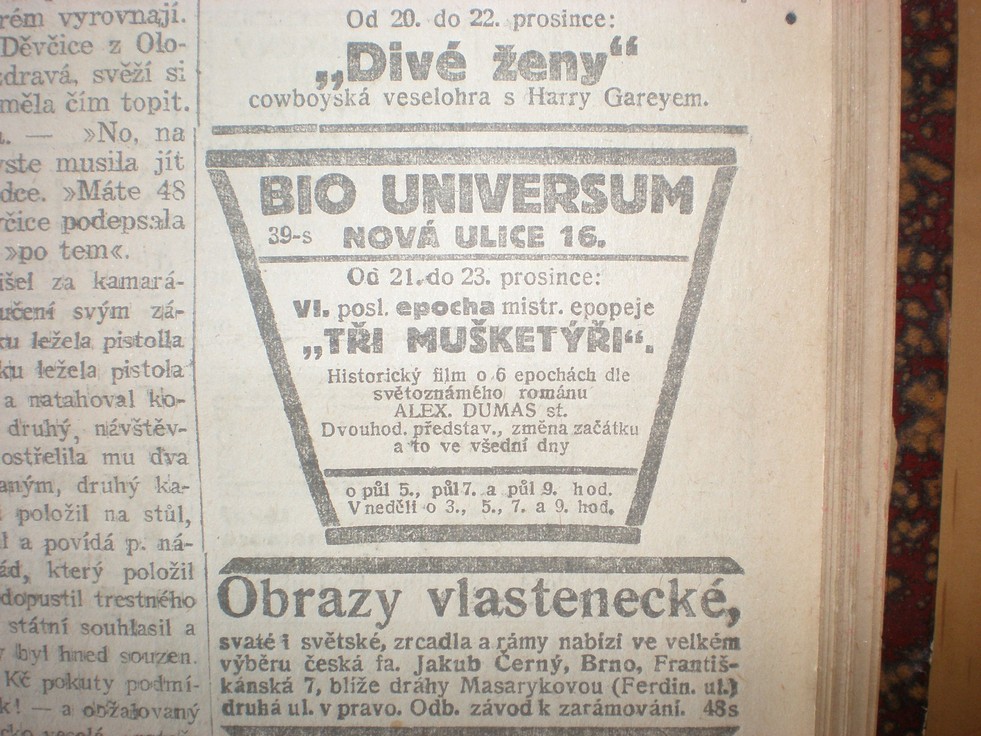 rém vyrovnají.
Děvčice z Olo-
zdravá, svěží si
měla čím topit.
— »No, na
yste musila jít
dce. »Máte 48
rčice podepsala
»po tem«.
išel za kamará-
učení svým zá-
ku ležela pistolla
ku ležela pistola
a natahoval ko-
druhý, návštěv-
ostřelila mu dva
aným, druhý ka-
položil na stůl,
l a povídá p. ná-
ád, který položil
dopustil trestného
státní souhlasil a
byl hned souzen.
Kč pokuty podmí-
k! — a obžalovaný
Od 20. do 22. prosince:
„Divé ženy“
cowboyská veselohra s Harry Gareyem.
BIO UNIVERSUM
39-s NOVÁ ULICE 16.
Od 21. do 23. prosince:
VI. posl. epocha mistr. epopeje
„TŘI MUŠKETÝŘI“.
Historický film o 6 epochách dle
světoznámého románu
ALEX. DUMAS st.
Dvouhod. představ., změna začátku
a to ve všední dny
o půl 5., půl 7. a půl 9. hod.
V neděli o 3., 5., 7. a 9. hod.
Obrazy vlastenecké,
svaté i světské, zrcadla a rámy nabízí ve velkém
výběru česká fa. Jakub Černý, Brno, Františ-
kánská 7, blíže dráhy Masarykovou (Ferdin. ul.)
druhá ul. v pravo. Odb. závod k zarámování. 48s